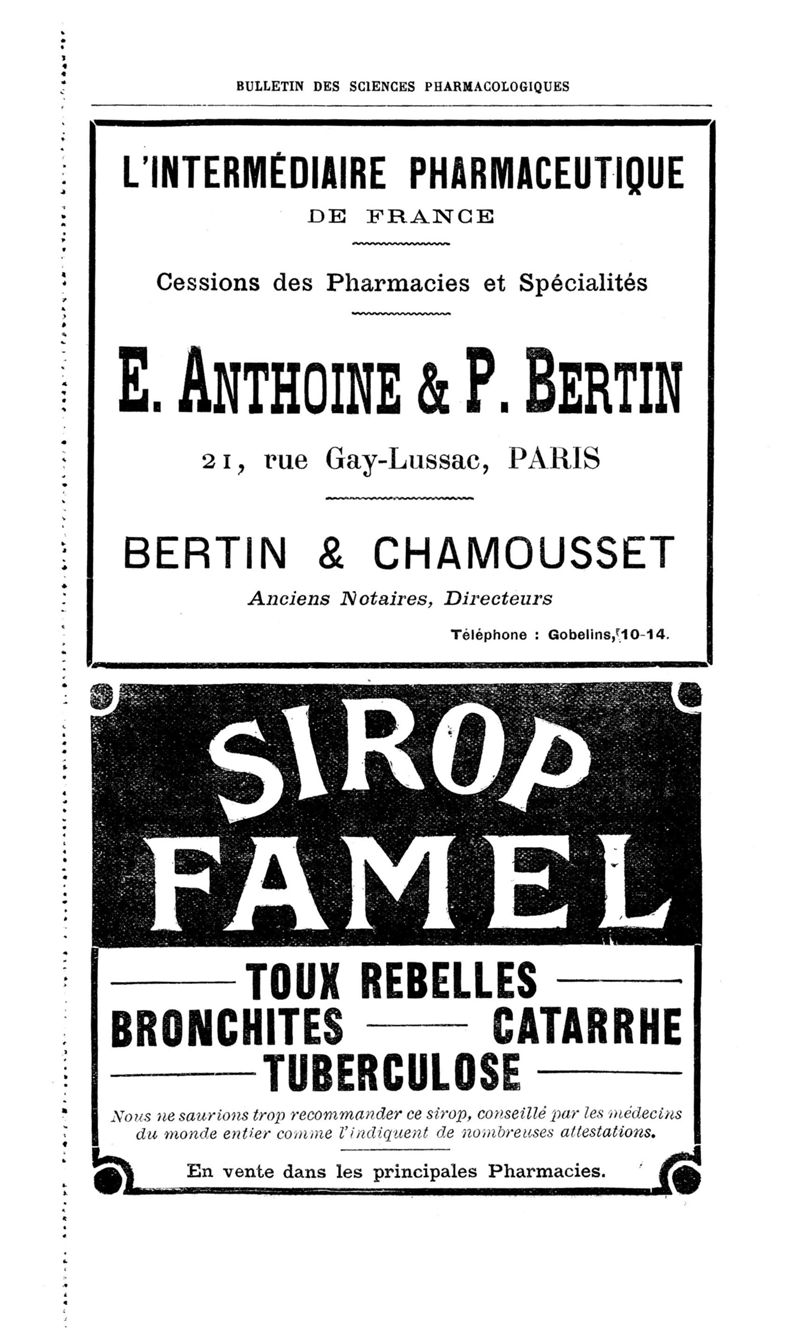 BULLETIN DES SCIENCES PHARMACOLOGIQUES
L'INTERMÉDIAIRE PHARMACEUTIQUE
DE FRANCE
Cessions des Pharmacies et Spécialités
E. ANTHOINE & P. BERTIN
21, rue Gay-Lussac, PARIS
BERTIN & CHAMOUSSET
Anciens Notaires, Directeurs
Téléphone : Gobelins, 10-14.
SIROP
FAMEL
TOUX REBELLES
BRONCHITES — CATARRHE
TUBERCULOSE
Nous ne saurions trop recommander ce sirop, conseillé par les médecins
du monde entier comme l'indiquent de nombreuses attestations.
En vente dans les principales Pharmacies.